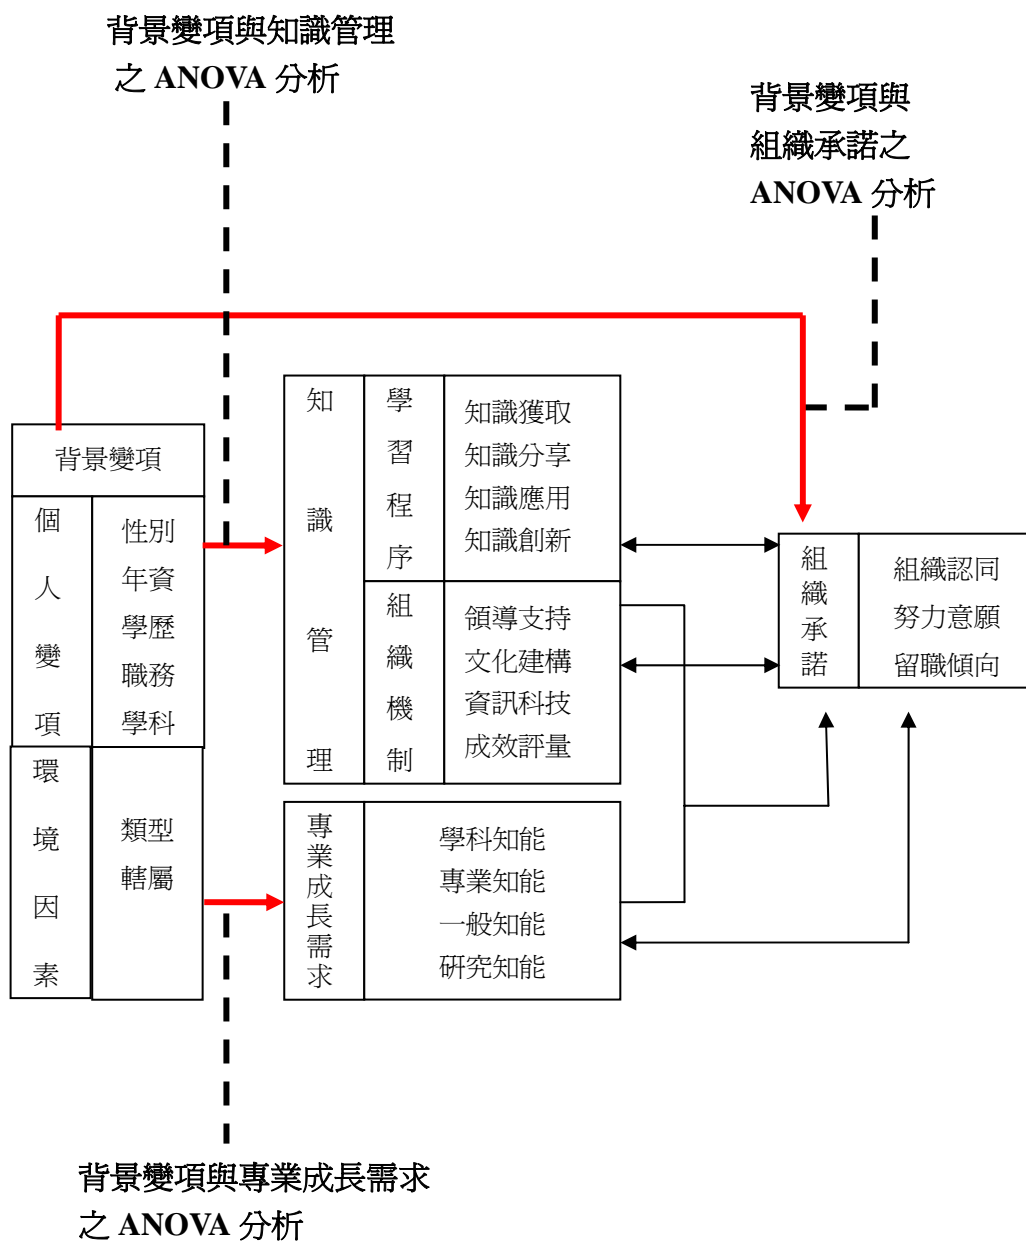 背景變項與知識管理
之 ANOVA 分析
背景變項與
組織承諾之
ANOVA 分析
背景變項
個人變項
性別
年資
學歷
職務
學科
環境因素
類型
轄屬
知識管理
學習程序
知識獲取
知識分享
知識應用
知識創新
組織機制
領導支持
文化建構
資訊科技
成效評量
專業成長需求
學科知能
專業知能
一般知能
研究知能
組織承諾
組織認同
努力意願
留職傾向
背景變項與專業成長需求
之 ANOVA 分析